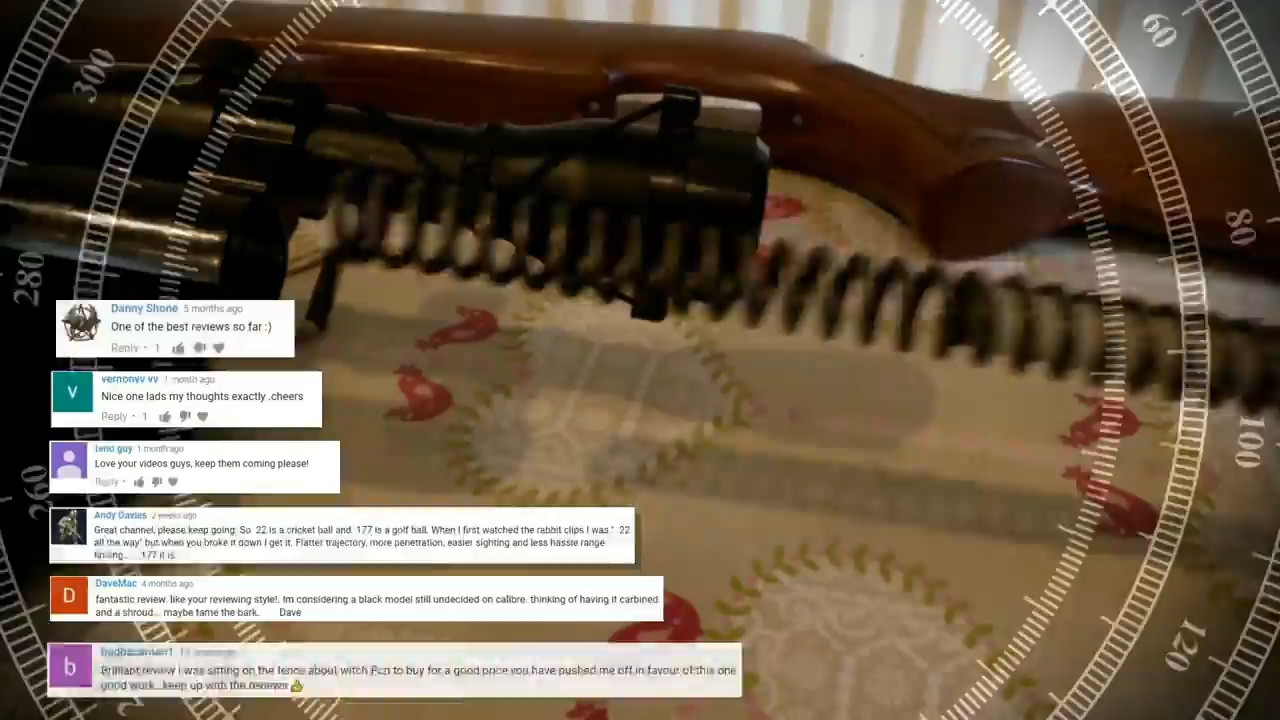 300
60
80
280
Danny Shone 5 months ago
One of the best reviews so far :)
Reply · 1
V
vernonvv vv 1 month ago
Nice one lads my thoughts exactly .cheers
Reply · 1
100
1 month ago
Love your videos guys, keep them coming please!
Reply ·
260
Andy Davies 2 weeks ago
Great channel, please keep going. So .22 is a cricket ball and .177 is a golf ball. When I first watched the rabbit clips I was ".22
all the way" but when you broke it down I get it. Flatter trajectory, more penetration, easier sighting and less hassle range
finding..... .177 it is.
D
DaveMac 4 months ago
fantastic review. like your reviewing style!. Im considering a black model still undecided on calibre. thinking of having it carbined
and a shroud... maybe tame the bark. Dave
120
b
Brilliant review I was sitting on the fence about witch Pcp to buy for a good price you have pushed me off in favour of this one
good work...keep up with the reviews